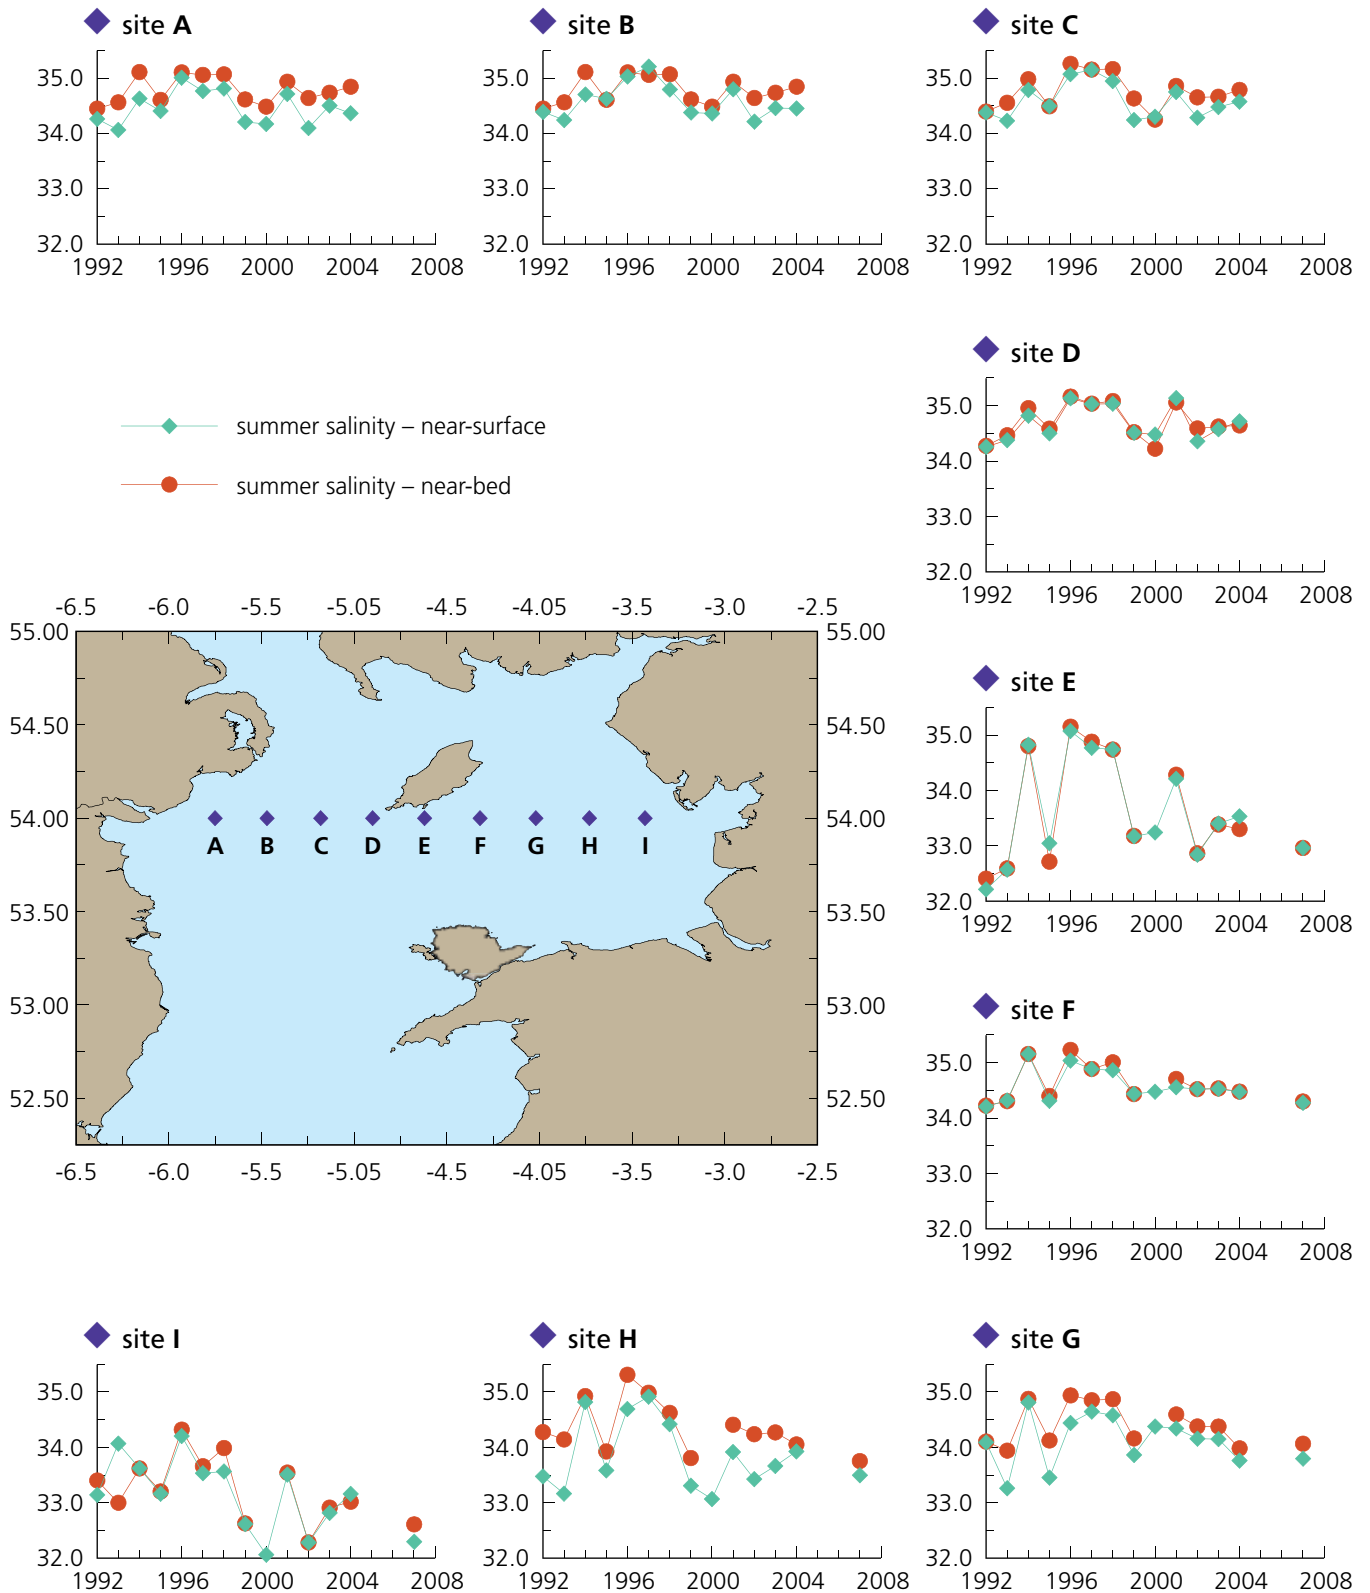 site A
35.0
34.0
33.0
32.0
1992 1996 2000 2004 2008
site B
1992 1996 2000 2004 2008
site C
35.0
34.0
33.0
32.0
1992 1996 2000 2004 2008
site D
35.0
34.0
33.0
32.0
1992 1996 2000 2004 2008
summer salinity – near-surface
summer salinity – near-bed
-6.5 -6.0 -5.5 -5.05 -4.5 -4.05 -3.5 -3.0 -2.5
55.00 55.00
54.50 54.50
54.00 54.00
A B C D E F G H I
53.50 53.50
53.00 53.00
52.50 52.50
-6.5 -6.0 -5.5 -5.05 -4.5 -4.05 -3.5 -3.0 -2.5
site E
35.0
34.0
33.0
32.0
1992 1996 2000 2004 2008
site F
35.0
34.0
33.0
32.0
1992 1996 2000 2004 2008
site I
35.0
34.0
33.0
32.0
1992 1996 2000 2004 2008
site H
35.0
34.0
33.0
32.0
1992 1996 2000 2004 2008
site G
35.0
34.0
33.0
32.0
1992 1996 2000 2004 2008